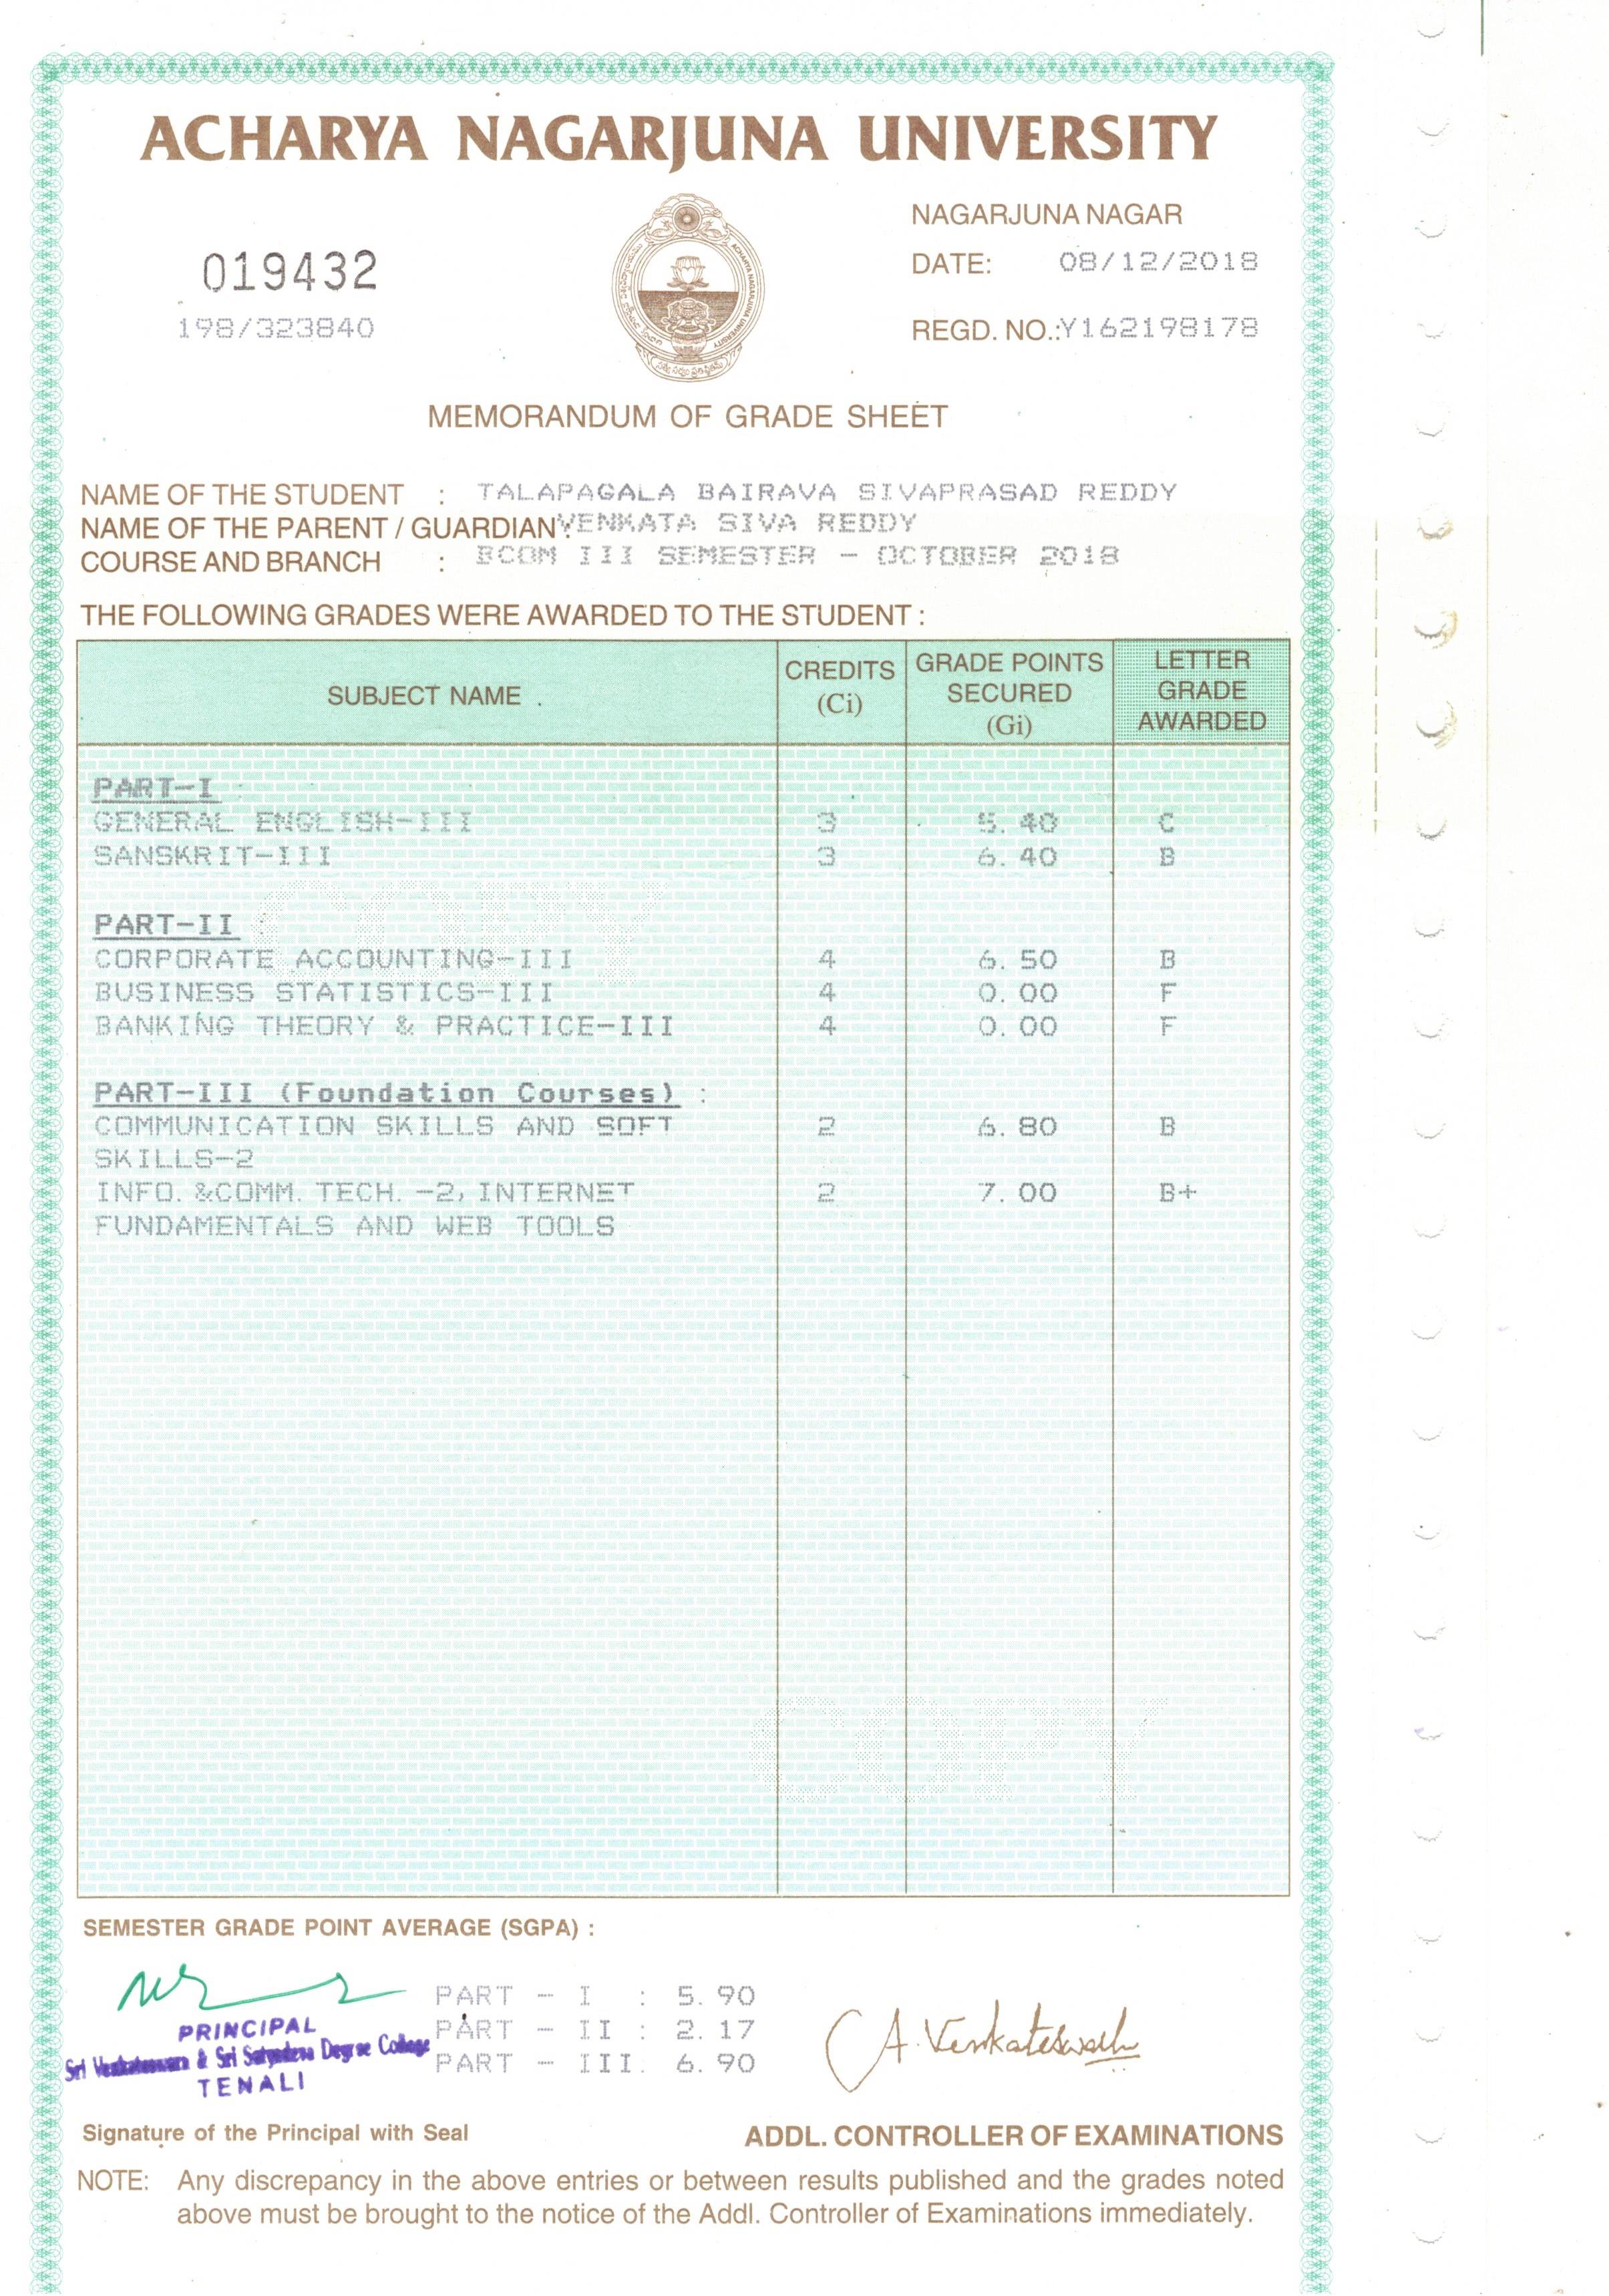 ACHARYA NAGARJUNA UNIVERSITY
019432
198/323840
NAGARJUNA NAGAR
DATE: 08/12/2018
REGD. NO.:Y162198178
ACHARYA NAGARJUNA UNIVERSITY
MEMORANDUM OF GRADE SHEET
NAME OF THE STUDENT : TALAPAGALA BAIRAVA SIVAPRASAD REDDY
NAME OF THE PARENT / GUARDIAN : VENKATA SIVA REDDY
COURSE AND BRANCH : BCOM III SEMESTER - OCTOBER 2018
THE FOLLOWING GRADES WERE AWARDED TO THE STUDENT :
SUBJECT NAME CREDITS (Ci) GRADE POINTS SECURED (Gi) LETTER GRADE AWARDED
PART-I :
GENERAL ENGLISH-III 3 5.40 C
SANSKRIT-III 3 6.40 B
COPY
PART-II :
CORPORATE ACCOUNTING-III 4 6.50 B
BUSINESS STATISTICS-III 4 0.00 F
BANKING THEORY & PRACTICE-III 4 0.00 F
PART-III (Foundation Courses) :
COMMUNICATION SKILLS AND SOFT 2 6.80 B
SKILLS-2
INFO. &COMM. TECH. -2, INTERNET 2 7.00 B+
FUNDAMENTALS AND WEB TOOLS
COPY
SEMESTER GRADE POINT AVERAGE (SGPA) :
PART - I : 5.90
PART - II : 2.17
PART - III. 6.90
PRINCIPAL
Sri Venkateswara & Sri Satyadeva Degree College
TENALI
A. Venkateswarlu
Signature of the Principal with Seal
ADDL. CONTROLLER OF EXAMINATIONS
NOTE: Any discrepancy in the above entries or between results published and the grades noted
above must be brought to the notice of the Addl. Controller of Examinations immediately.